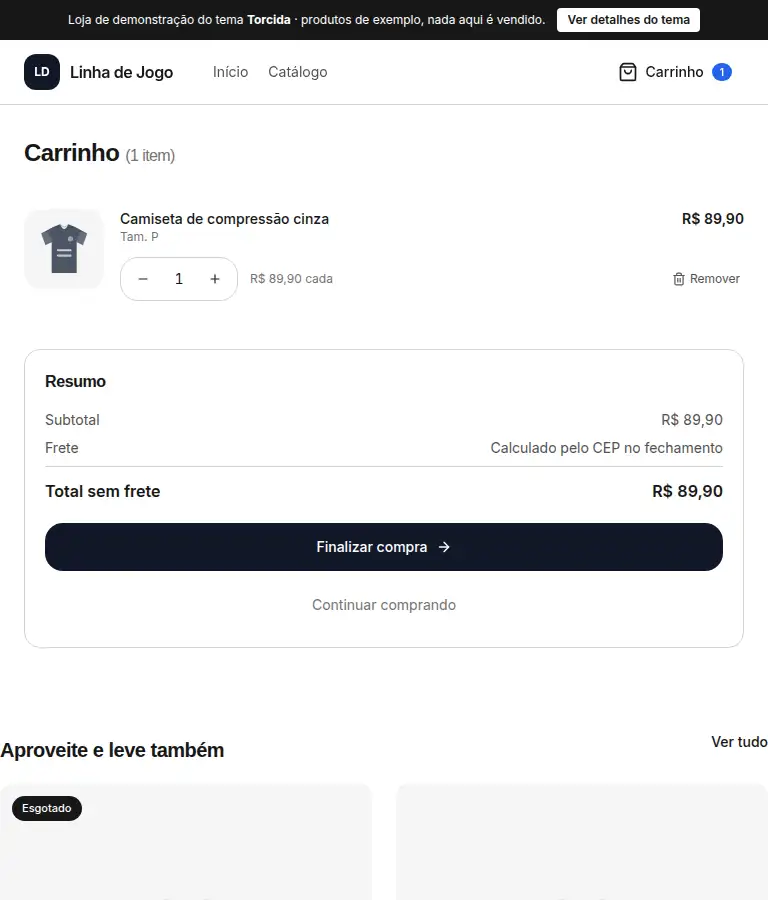 Loja de demonstração do tema Torcida · produtos de exemplo, nada aqui é vendido. Ver detalhes do tema
LD Linha de Jogo Início Catálogo Carrinho 1
Carrinho (1 item)
Camiseta de compressão cinza R$ 89,90
Tam. P
− 1 + R$ 89,90 cada Remover
Resumo
Subtotal R$ 89,90
Frete Calculado pelo CEP no fechamento
Total sem frete R$ 89,90
Finalizar compra →
Continuar comprando
Aproveite e leve também Ver tudo
Esgotado